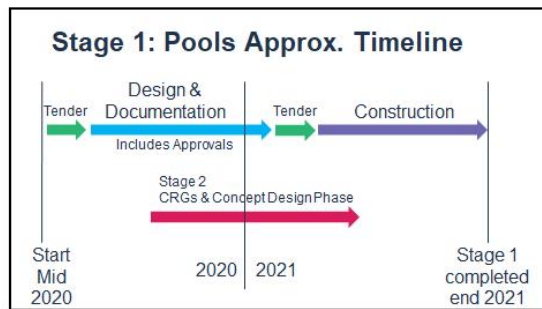 Stage 1: Pools Approx. Timeline
Design &
Tender
Documentation
Tender
Construction
Includes Approvals
Stage 2
CRGs & Concept Design Phase
Start
Mid
2020
2020
2021
Stage 1
completed
end 2021